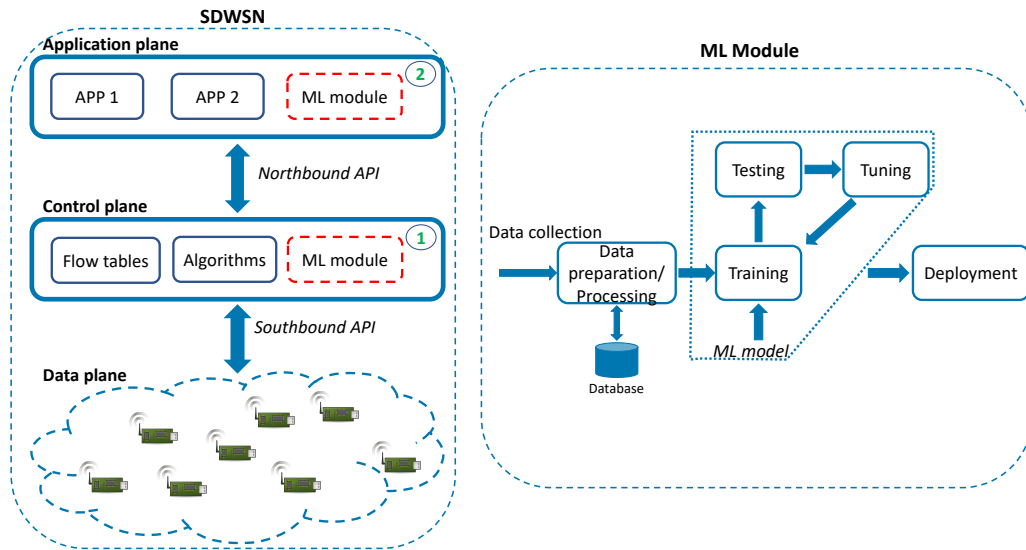 SDWSN
Application plane
2
APP 1
APP 2
ML module
Northbound API
Control plane
1
Flow tables
Algorithms
ML module
Southbound API
Data plane
ML Module
Testing
Tuning
Data collection
Data
preparation/
Processing
Training
Deployment
ML model
Database